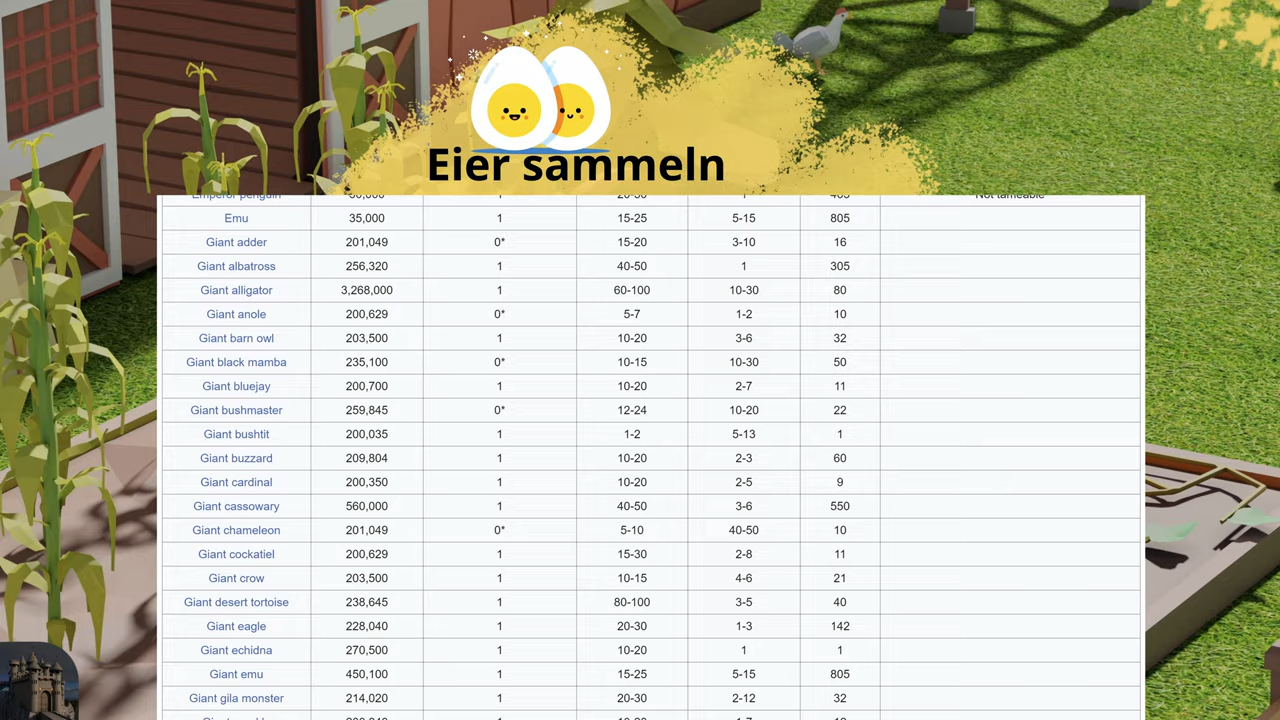 Eier sammeln
Emperor penguin 1 20-30 1 Not tameable
Emu 35,000 1 15-25 5-15 805
Giant adder 201,049 0* 15-20 3-10 16
Giant albatross 256,320 1 40-50 1 305
Giant alligator 3,268,000 1 60-100 10-30 80
Giant anole 200,629 0* 5-7 1-2 10
Giant barn owl 203,500 1 10-20 3-6 32
Giant black mamba 235,100 0* 10-15 10-30 50
Giant bluejay 200,700 1 10-20 2-7 11
Giant bushmaster 259,845 0* 12-24 10-20 22
Giant bushtit 200,035 1 1-2 5-13 1
Giant buzzard 209,804 1 10-20 2-3 60
Giant cardinal 200,350 1 10-20 2-5 9
Giant cassowary 560,000 1 40-50 3-6 550
Giant chameleon 201,049 0* 5-10 40-50 10
Giant cockatiel 200,629 1 15-30 2-8 11
Giant crow 203,500 1 10-15 4-6 21
Giant desert tortoise 238,645 1 80-100 3-5 40
Giant eagle 228,040 1 20-30 1-3 142
Giant echidna 270,500 1 10-20 1 1
Giant emu 450,100 1 15-25 5-15 805
Giant gila monster 214,020 1 20-30 2-12 32